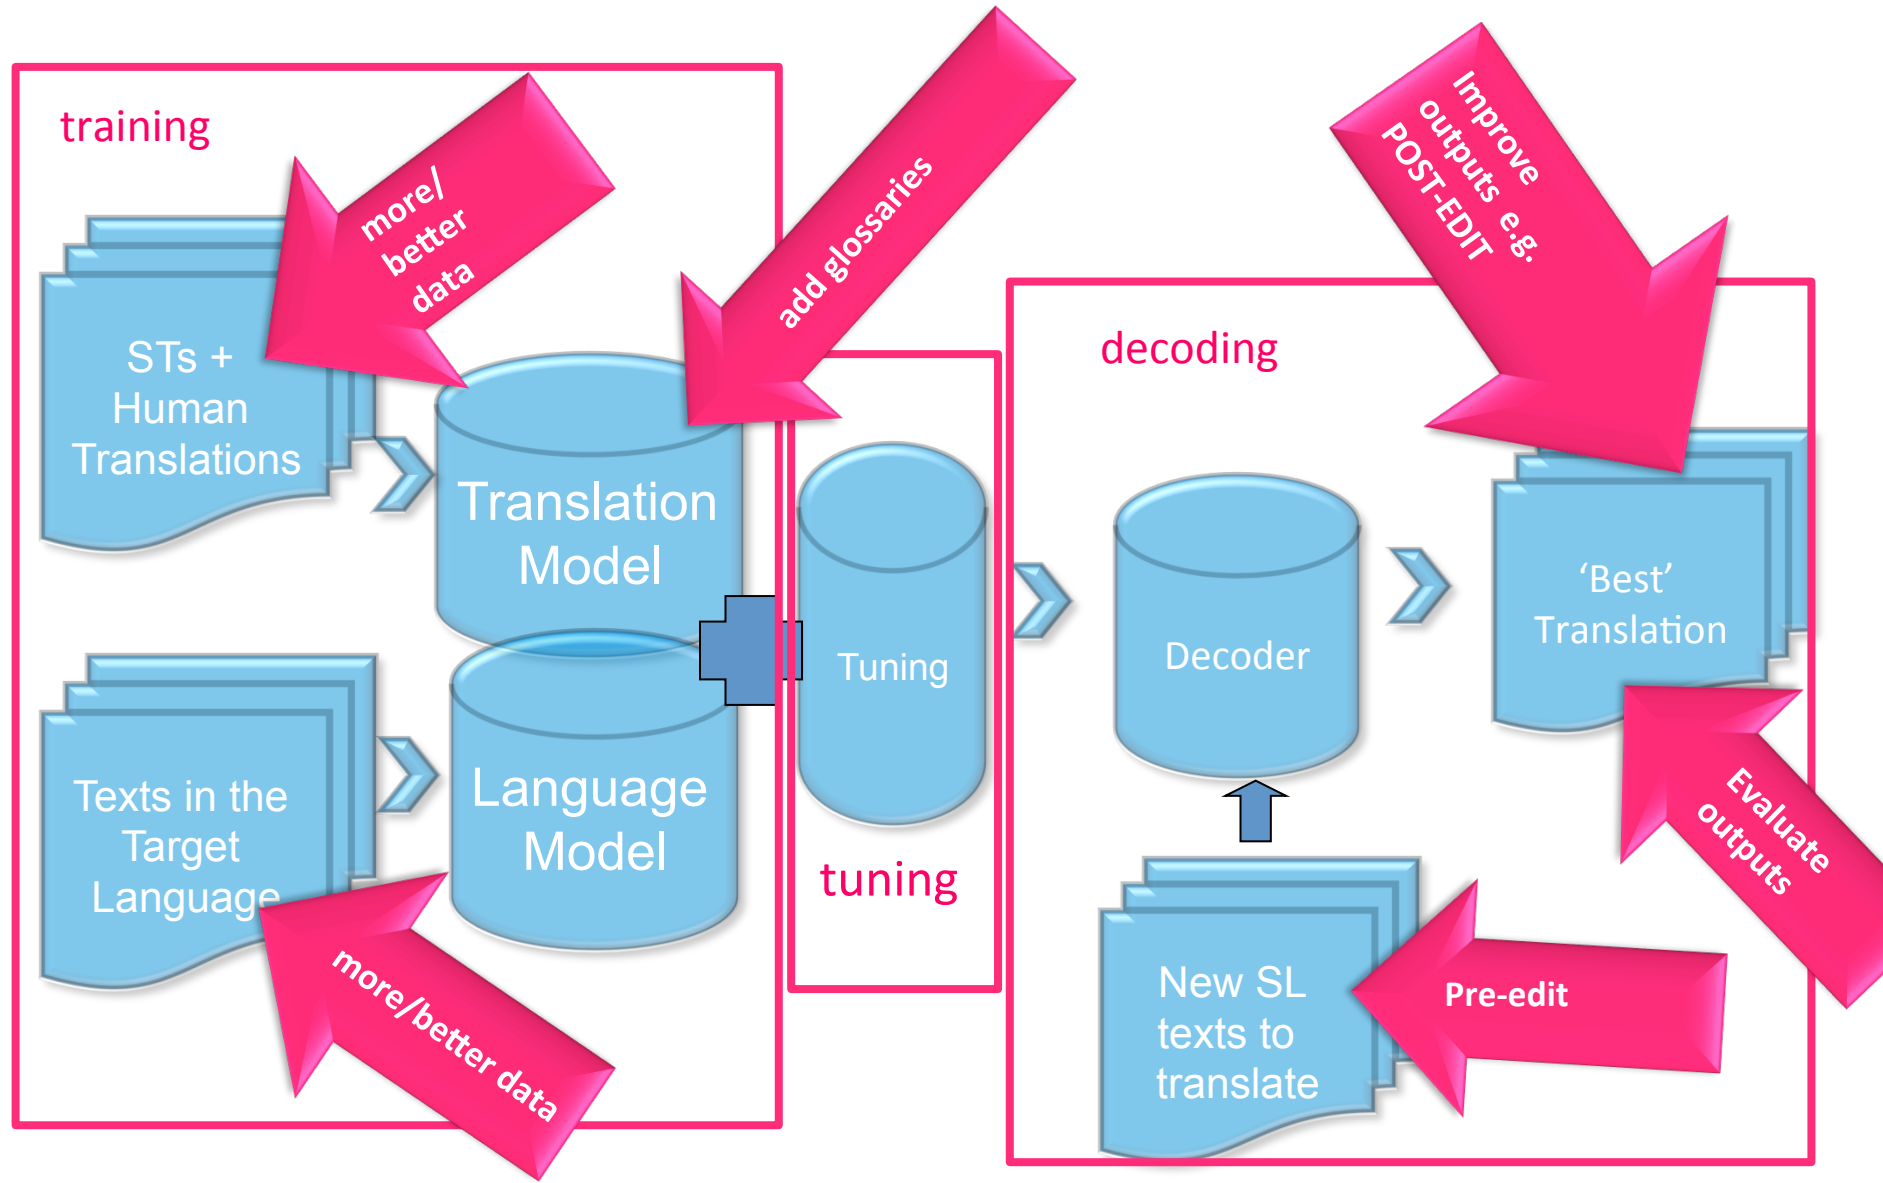 training
more/
better
data
STs +
Human
Translations
Translation
Model
add glossaries
Texts in the
Target
Language
Language
Model
more/better data
Tuning
tuning
decoding
Decoder
Improve
outputs e.g.
POST-EDIT
‘Best’
Translation
Evaluate
outputs
New SL
texts to
translate
Pre-edit